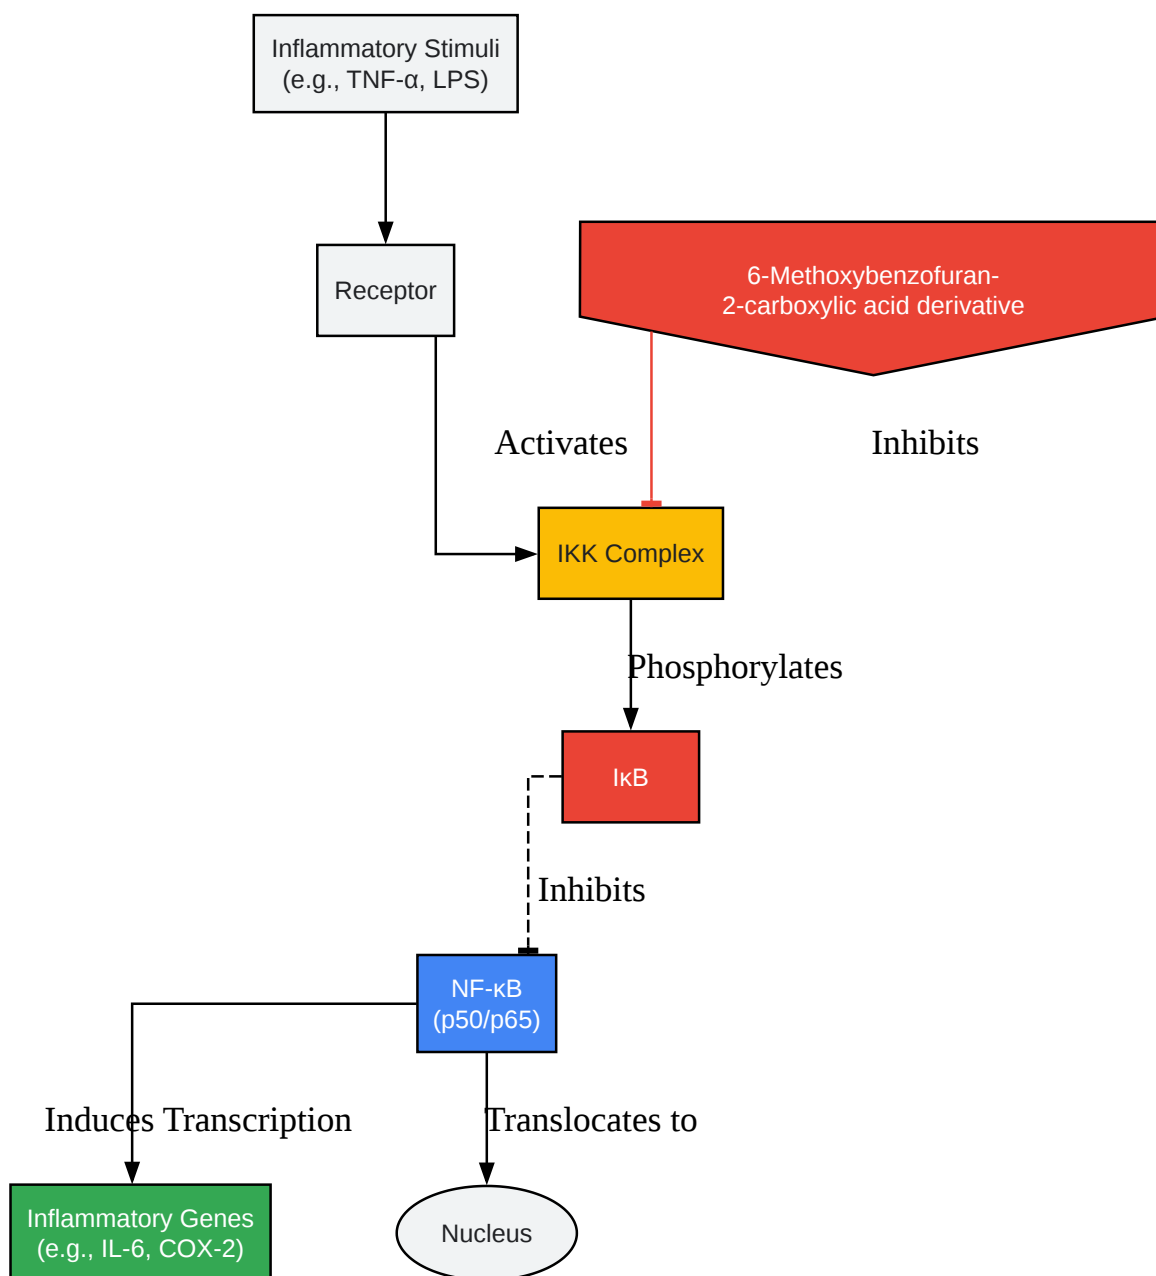 Inflammatory Stimuli
(e.g., TNF-α, LPS)
Receptor
6-Methoxybenzofuran-
2-carboxylic acid derivative
Activates
Inhibits
IKK Complex
Phosphorylates
IκB
Inhibits
NF-κB
(p50/p65)
Induces Transcription
Translocates to
Inflammatory Genes
(e.g., IL-6, COX-2)
Nucleus